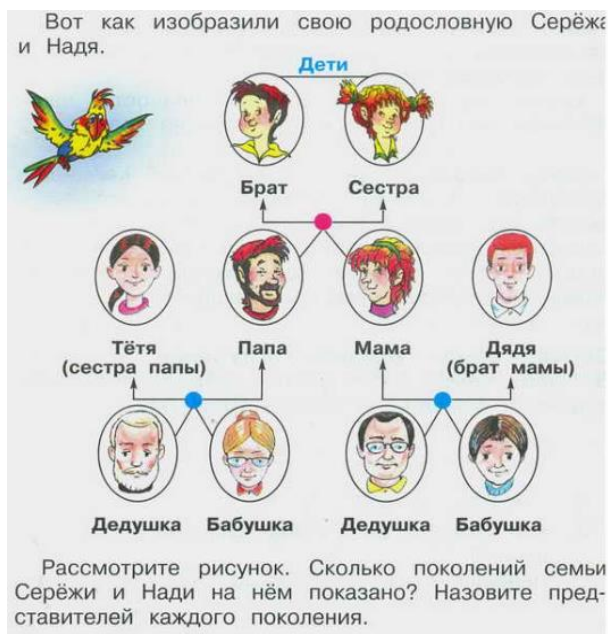 Вот как изобразили свою родословную Серёжа
и Надя.
Дети
Брат Сестра
Тётя Папа Мама Дядя
(сестра папы) (брат мамы)
Дедушка Бабушка Дедушка Бабушка
Рассмотрите рисунок. Сколько поколений семьи
Серёжи и Нади на нём показано? Назовите пред-
ставителей каждого поколения.